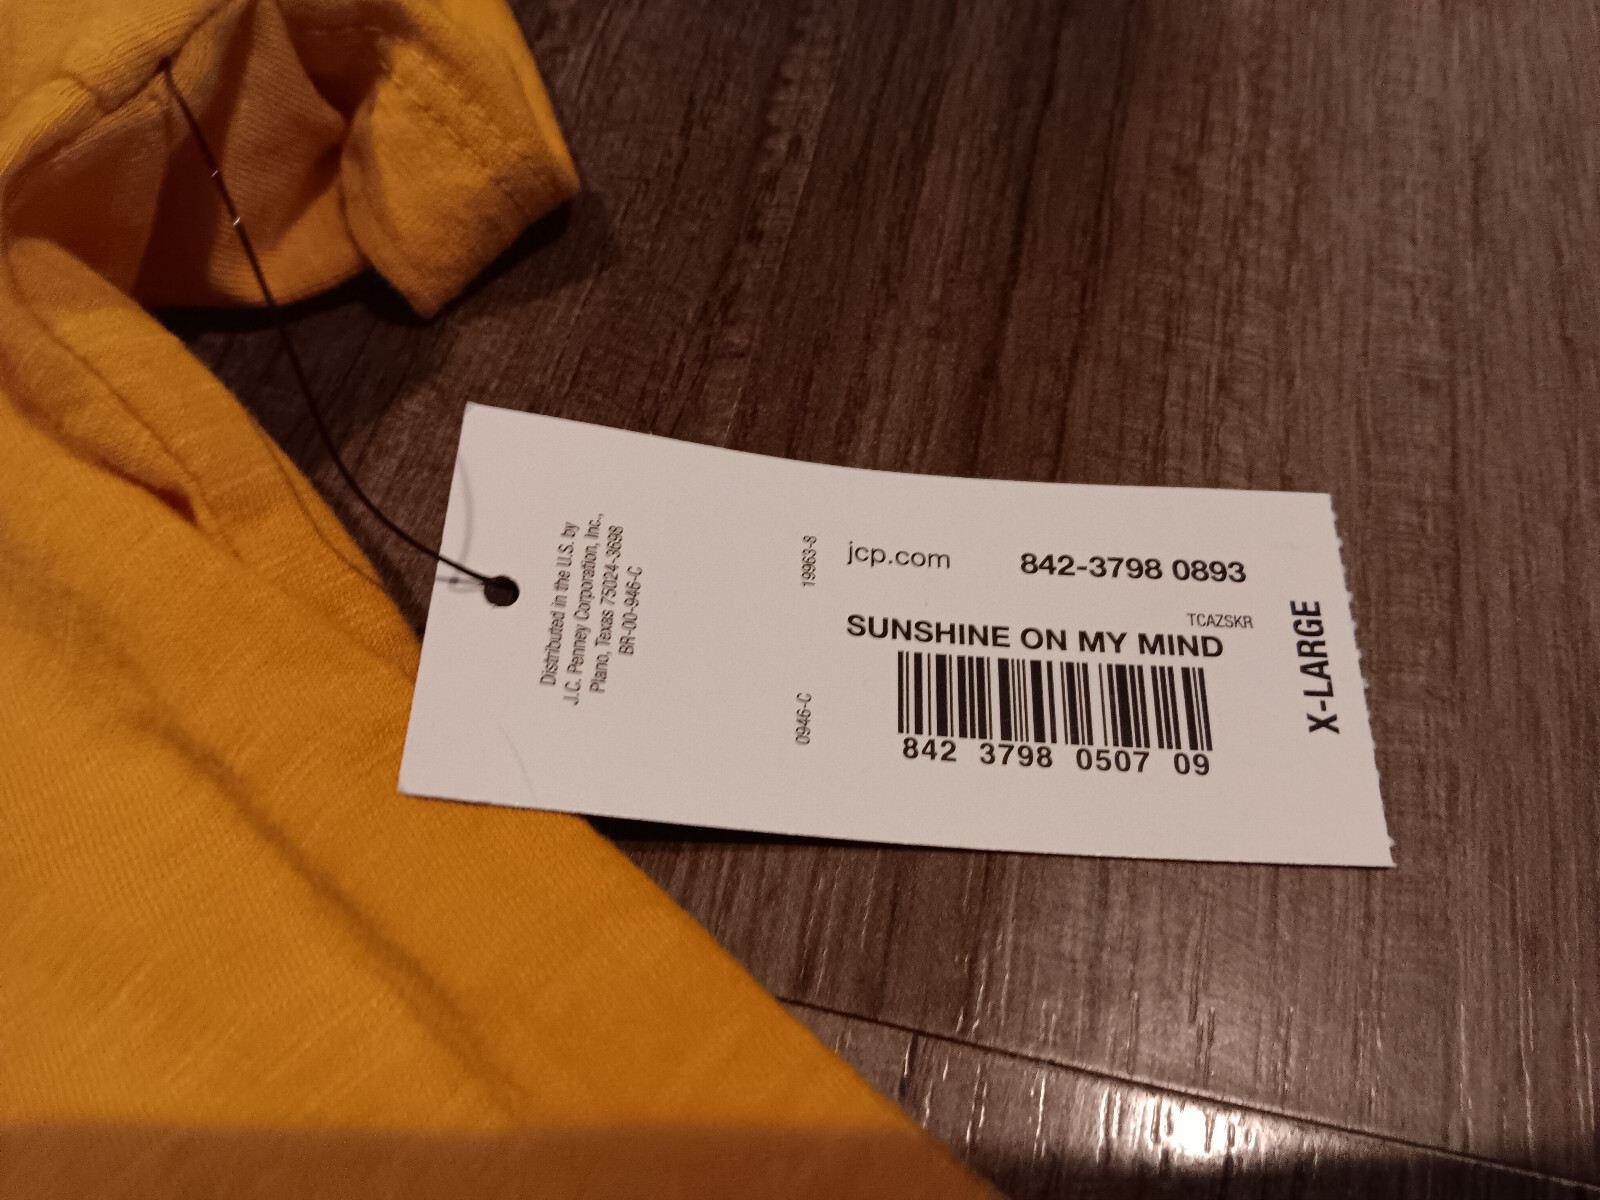 Distributed in the U.S. by
J.C. Penney Corporation, Inc.,
Plano, Texas 75024-3698
BR-00-946-C
19963-8
0946-C
jcp.com 842-3798 0893
TCAZSKR
SUNSHINE ON MY MIND
842 3798 0507 09
X-LARGE